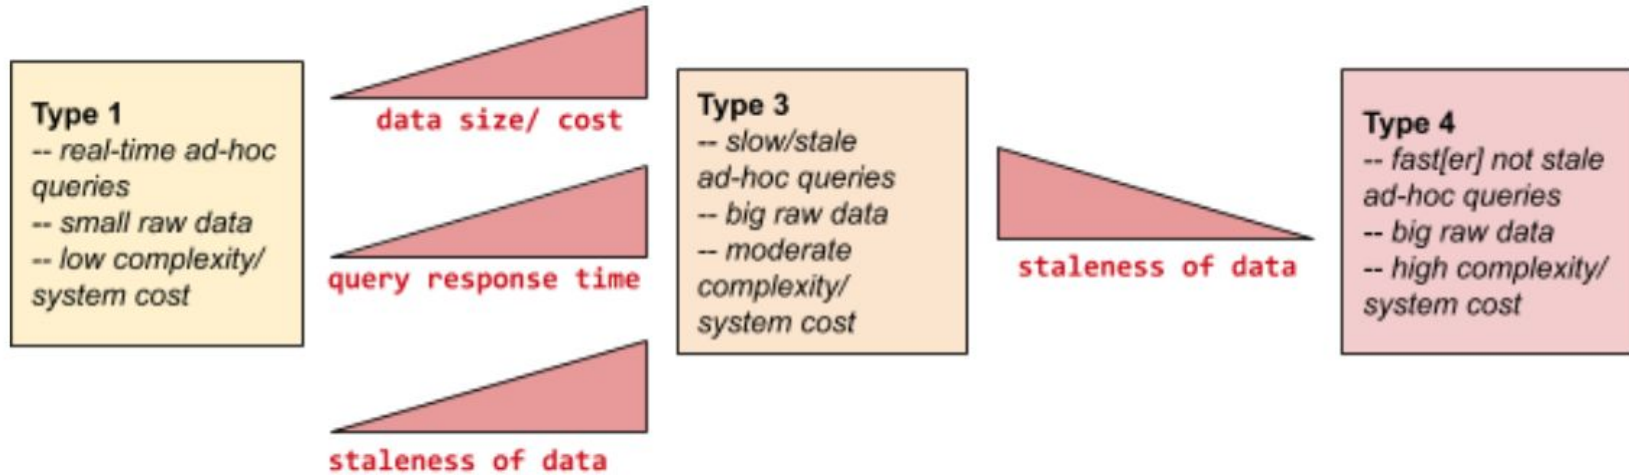 Type 1
-- real-time ad-hoc
queries
-- small raw data
-- low complexity/
system cost
data size/ cost
query response time
staleness of data
Type 3
-- slow/stale
ad-hoc queries
-- big raw data
-- moderate
complexity/
system cost
staleness of data
Type 4
-- fast[er] not stale
ad-hoc queries
-- big raw data
-- high complexity/
system cost